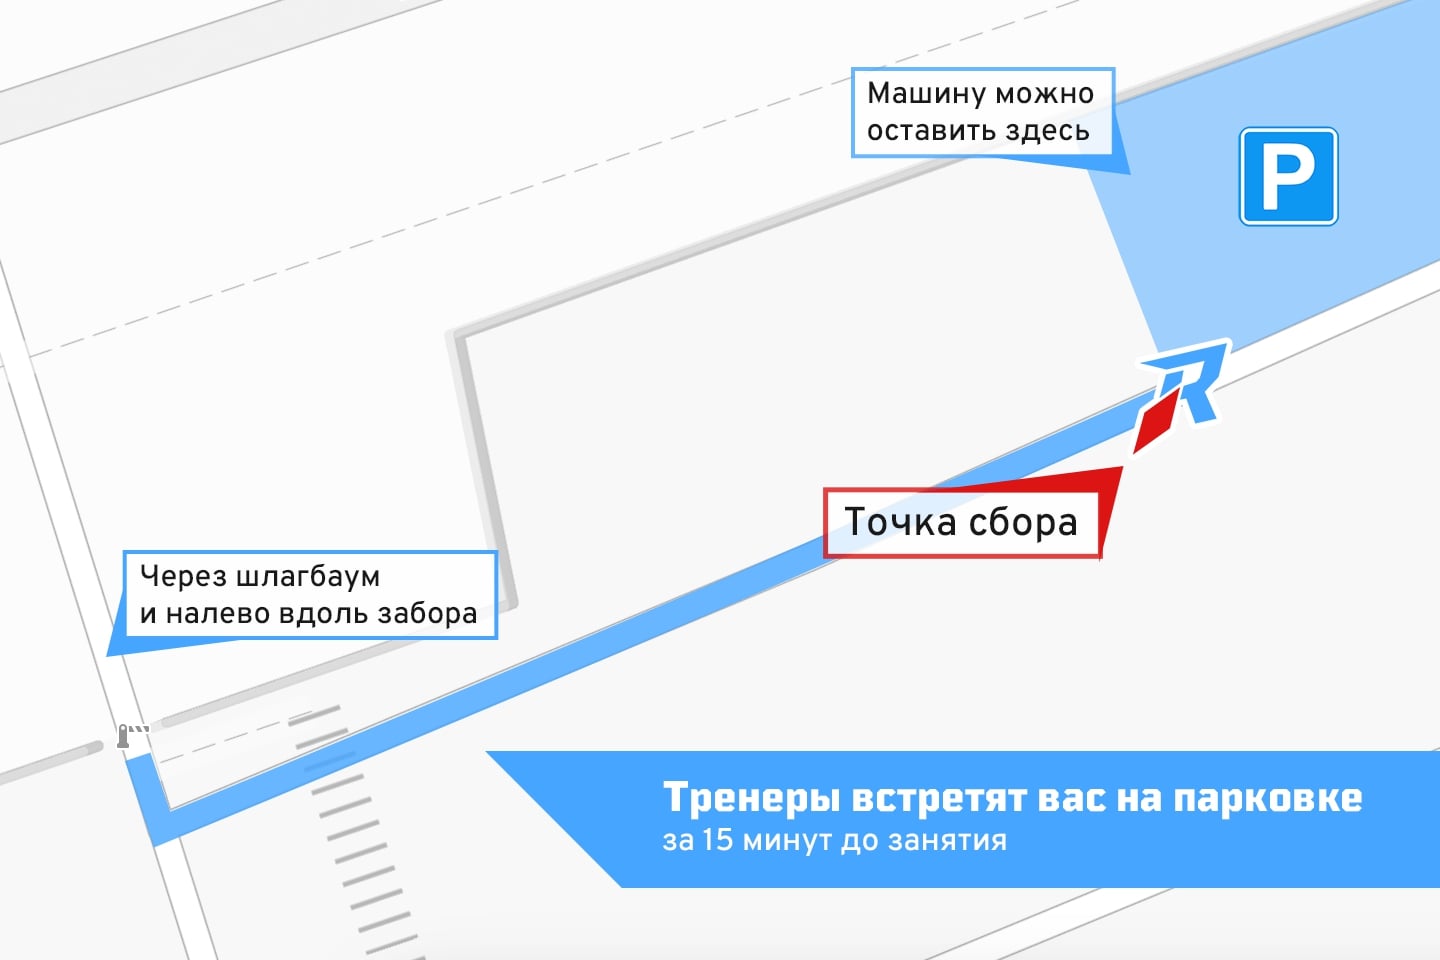 Машину можно
оставить здесь
P
Точка сбора
Через шлагбаум
и налево вдоль забора
Тренеры встретят вас на парковке
за 15 минут до занятия